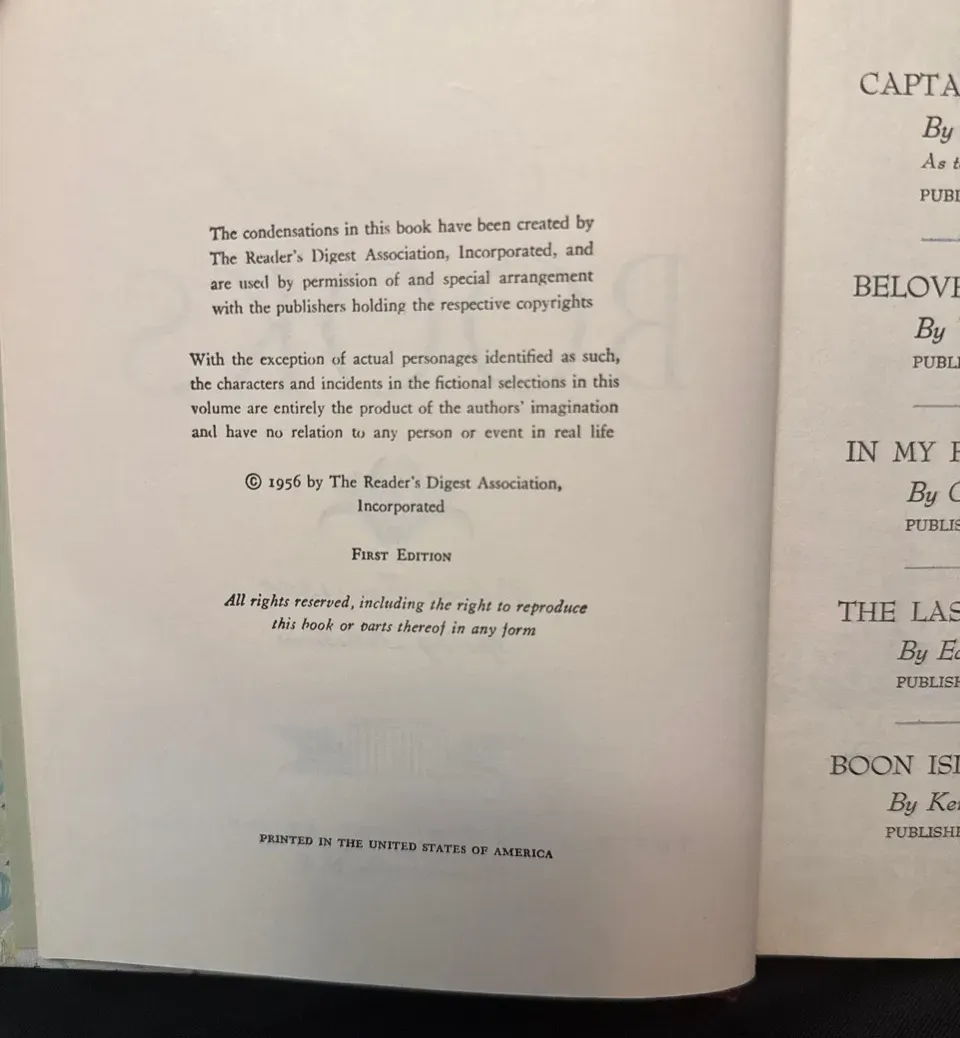 The condensations in this book have been created by
The Reader's Digest Association, Incorporated, and
are used by permission of and special arrangement
with the publishers holding the respective copyrights
With the exception of actual personages identified as such,
the characters and incidents in the fictional selections in this
volume are entirely the product of the authors' imagination
and have no relation to any person or event in real life
© 1956 by The Reader's Digest Association,
Incorporated
FIRST EDITION
All rights reserved, including the right to reproduce
this book or parts thereof in any form
PRINTED IN THE UNITED STATES OF AMERICA
CAPTA
By
As t
PUBL
BELOVE
By
PUBL
IN MY
By C
PUBLIS
THE LAS
By Ed
PUBLISH
BOON ISL
By Ken
PUBLISHE